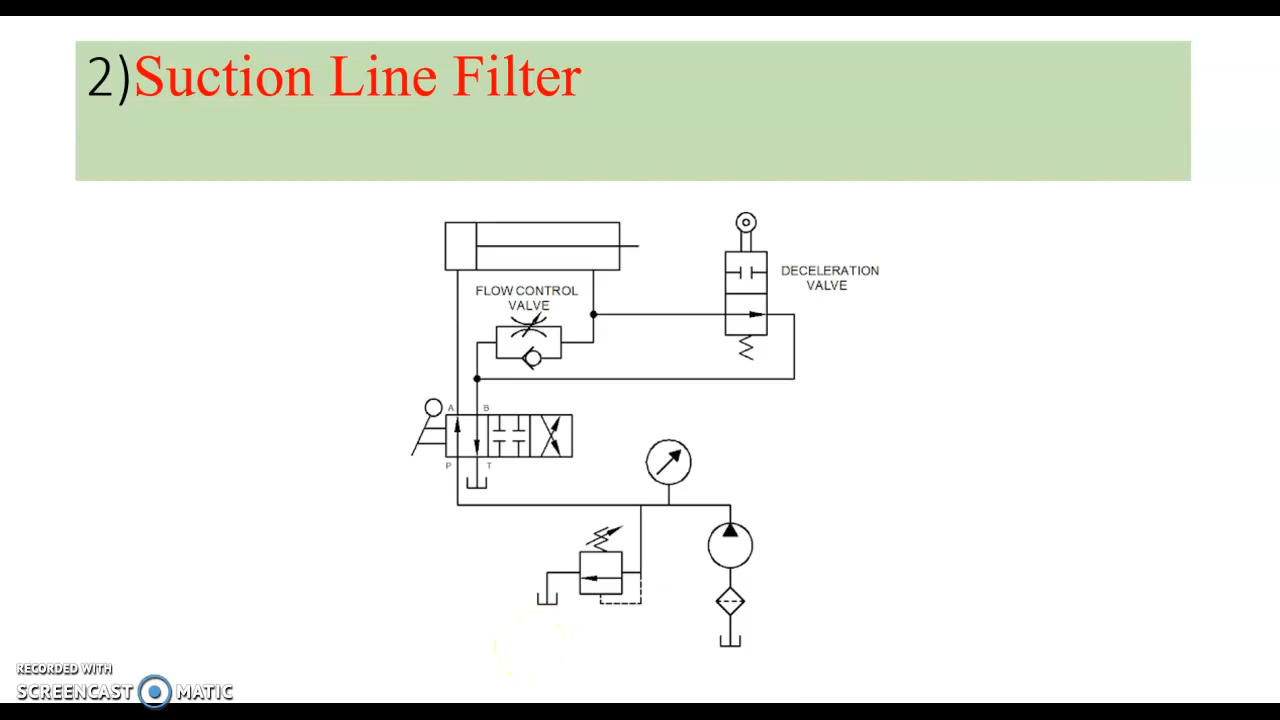 2)Suction Line Filter
DECELERATION
VALVE
FLOW CONTROL
VALVE
A B
P T
RECORDED WITH
SCREENCAST MATIC